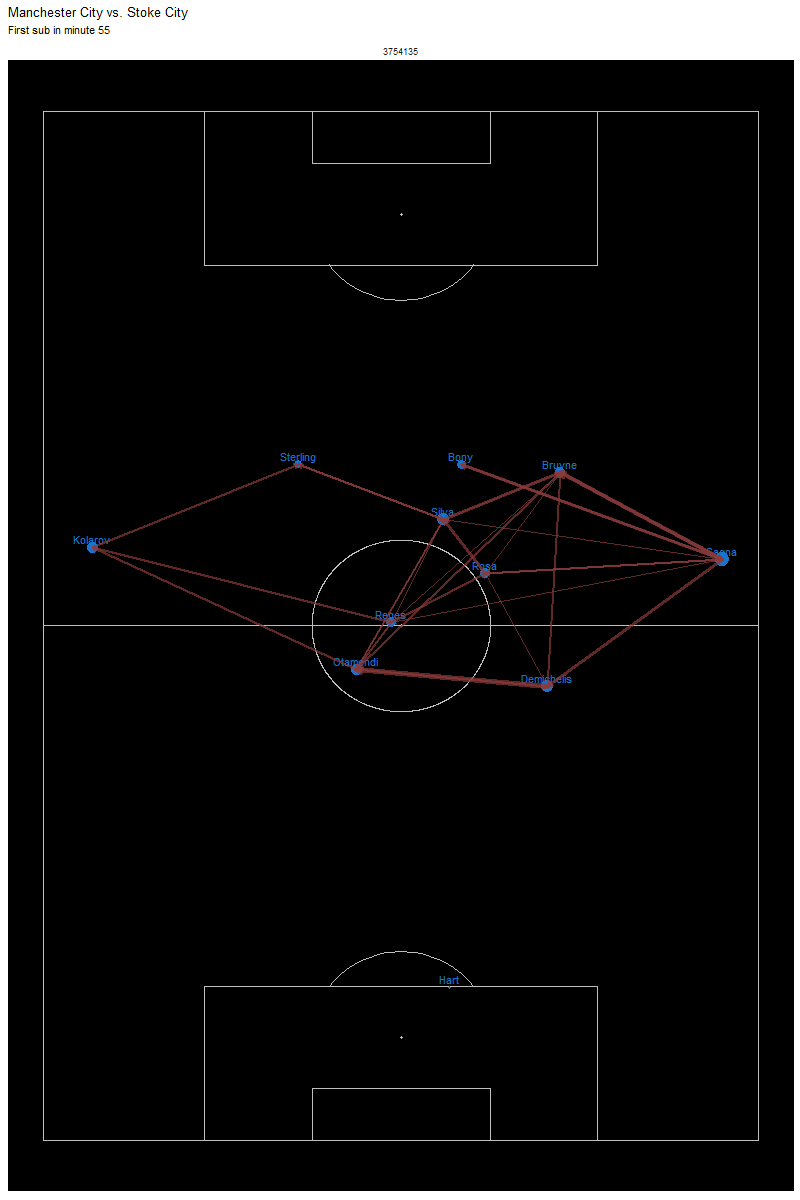 Manchester City vs. Stoke City
First sub in minute 55
3754135
Sterling
Bony
Bruyne
Silva
Kolarov
Sagna
Rosa
Reges
Otamendi
Demichelis
Hart